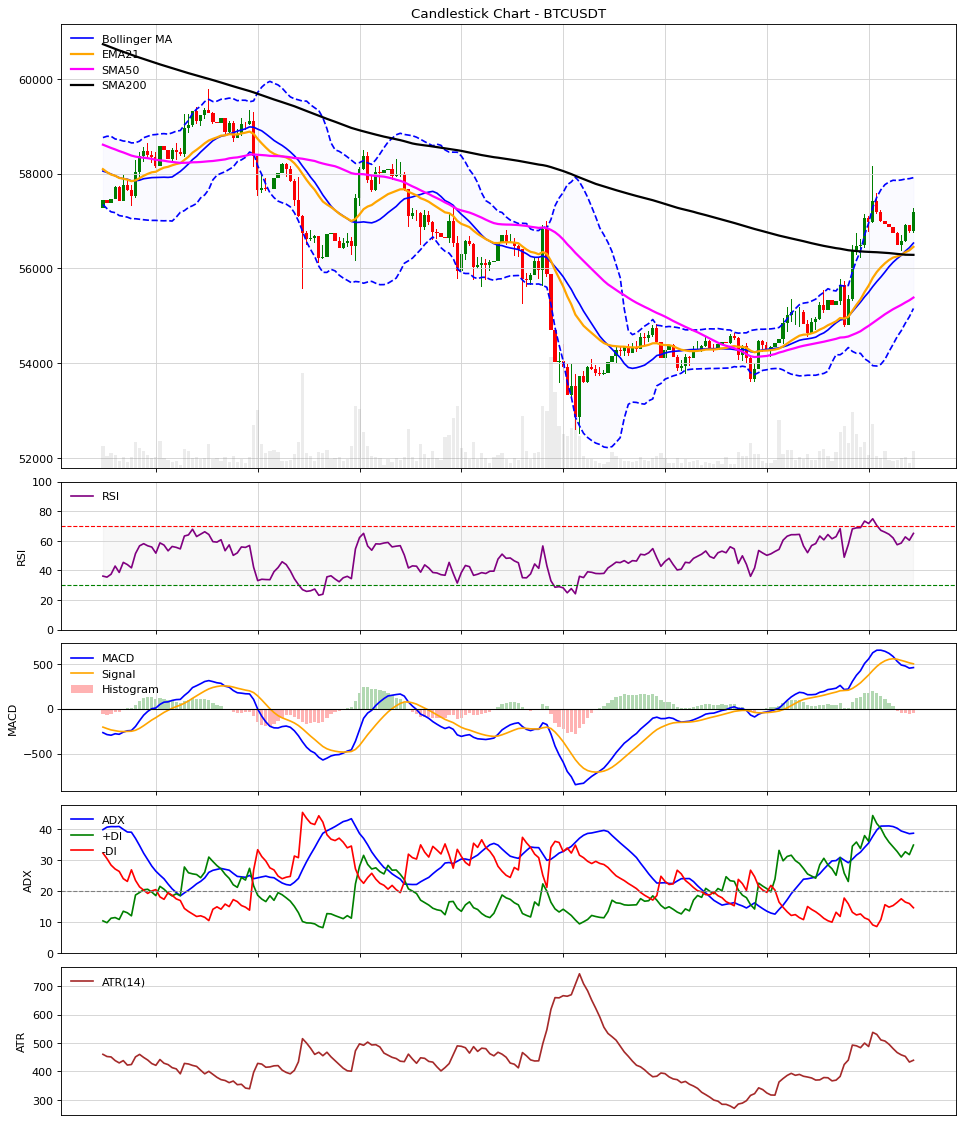 Candlestick Chart - BTCUSDT
Bollinger MA
EMA21
SMA50
SMA200
60000
58000
56000
54000
52000
RSI
RSI
100
80
60
40
20
0
MACD
Signal
Histogram
MACD
500
0
−500
ADX
+DI
-DI
ADX
40
30
20
10
0
ATR(14)
ATR
700
600
500
400
300